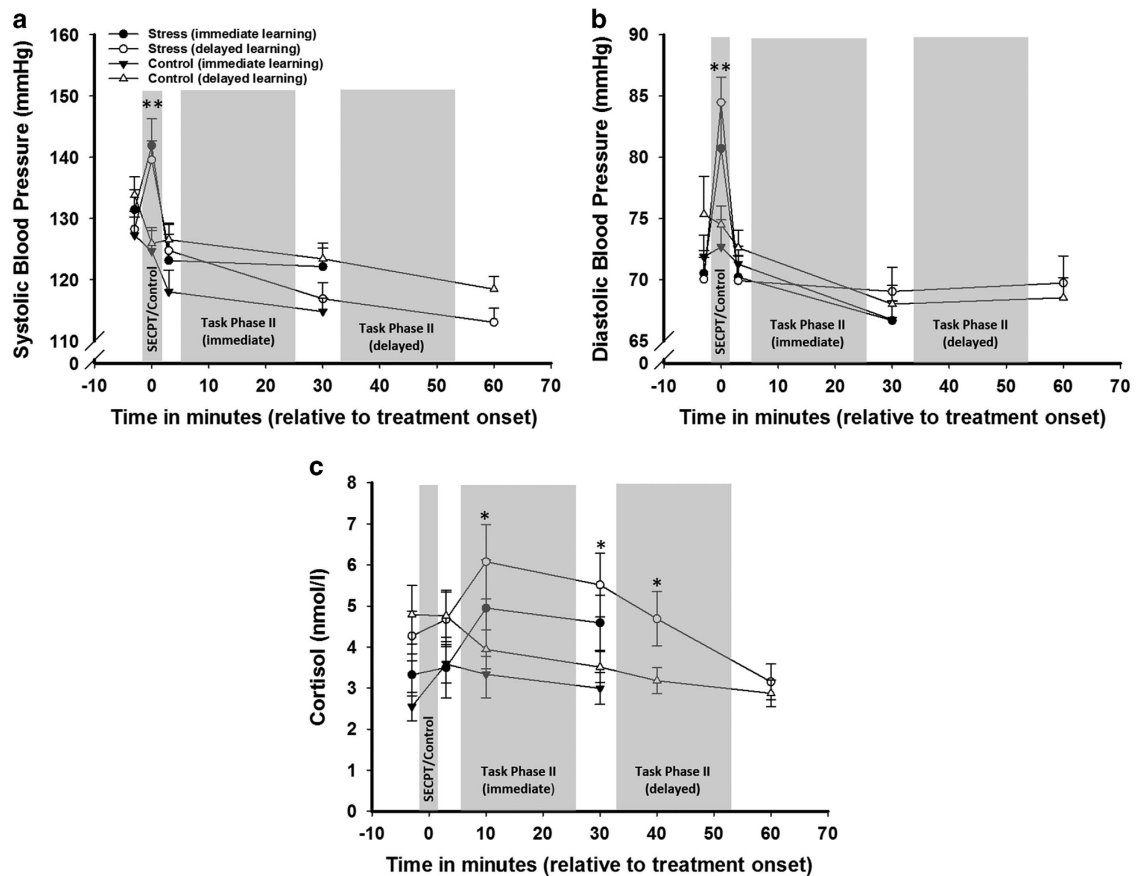 a
Systolic Blood Pressure (mmHg)
160
150
140
130
120
110
0
Stress (immediate learning)
Stress (delayed learning)
Control (immediate learning)
Control (delayed learning)
**
SECPT/Control
Task Phase II
(immediate)
Task Phase II
(delayed)
-10 0 10 20 30 40 50 60 70
Time in minutes (relative to treatment onset)
b
Diastolic Blood Pressure (mmHg)
90
85
80
75
70
65
0
**
SECPT/Control
Task Phase II
(immediate)
Task Phase II
(delayed)
-10 0 10 20 30 40 50 60 70
Time in minutes (relative to treatment onset)
c
Cortisol (nmol/l)
8
7
6
5
4
3
2
1
0
*
*
*
SECPT/Control
Task Phase II
(immediate)
Task Phase II
(delayed)
-10 0 10 20 30 40 50 60 70
Time in minutes (relative to treatment onset)